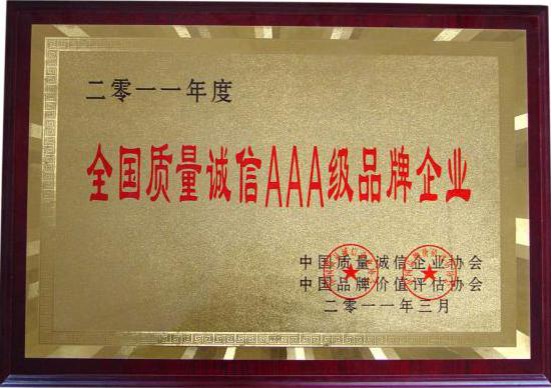 二零一一年度
全国质量诚信AAA级品牌企业
中国质量诚信企业协会
中国品牌价值评估协会
二零一一年三月